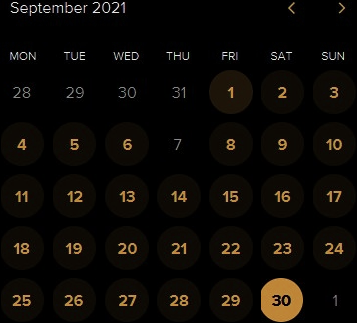 September 2021
MON TUE WED THU FRI SAT SUN
28 29 30 31 1 2 3
4 5 6 7 8 9 10
11 12 13 14 15 16 17
18 19 20 21 22 23 24
25 26 27 28 29 30 1